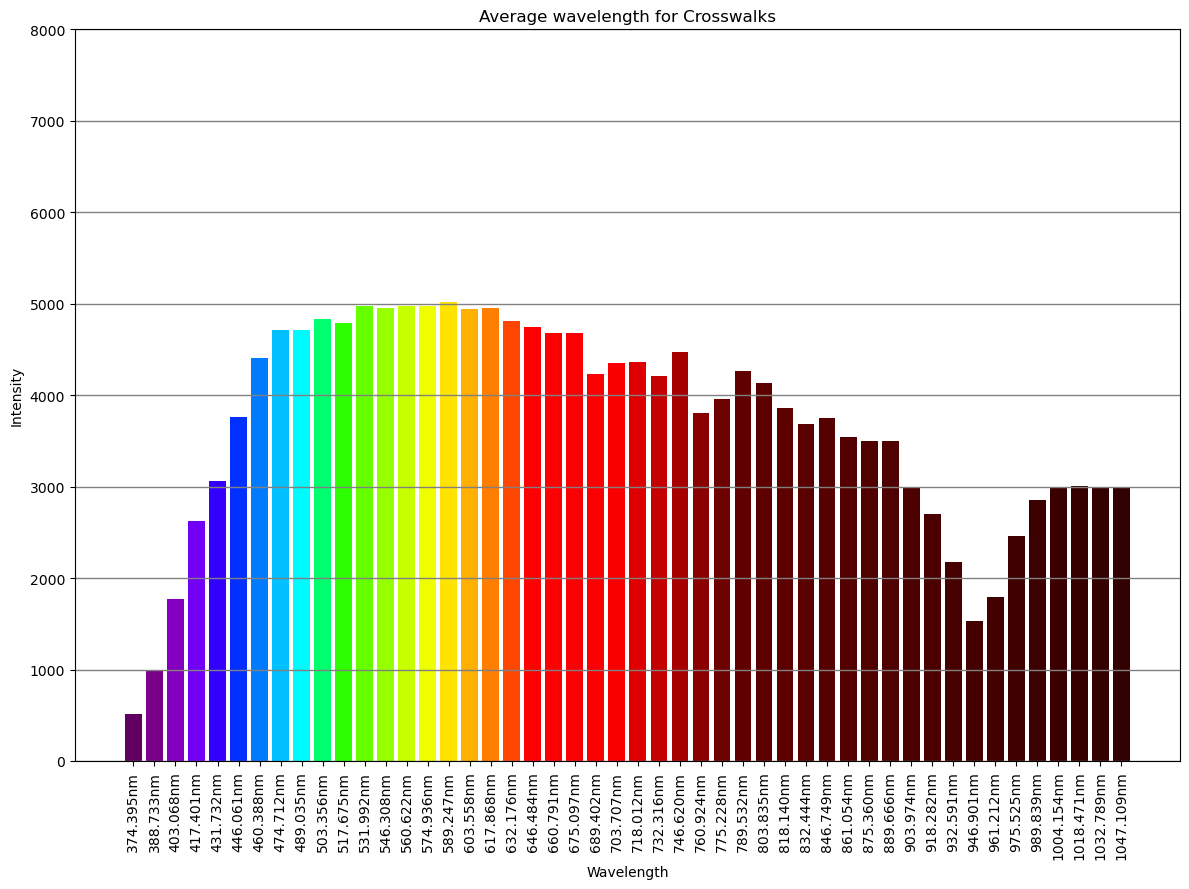 Average wavelength for Crosswalks
8000
7000
6000
5000
4000
3000
2000
1000
0
Intensity
374.395nm
388.733nm
403.068nm
417.401nm
431.732nm
446.061nm
460.388nm
474.712nm
489.035nm
503.356nm
517.675nm
531.992nm
546.308nm
560.622nm
574.936nm
589.247nm
603.558nm
617.868nm
632.176nm
646.484nm
660.791nm
675.097nm
689.402nm
703.707nm
718.012nm
732.316nm
746.620nm
760.924nm
775.228nm
789.532nm
803.835nm
818.140nm
832.444nm
846.749nm
861.054nm
875.360nm
889.666nm
903.974nm
918.282nm
932.591nm
946.901nm
961.212nm
975.525nm
989.839nm
1004.154nm
1018.471nm
1032.789nm
1047.109nm
Wavelength